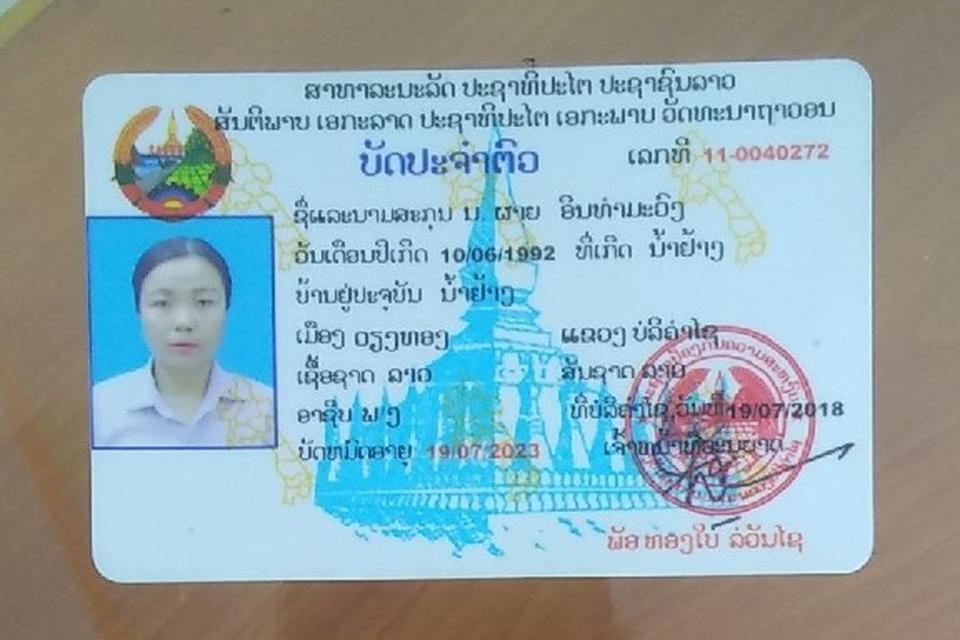 ສາທາລະນະລັດ ປະຊາທິປະໄຕ ປະຊາຊົນລາວ
ສັນຕິພາບ ເອກະລາດ ປະຊາທິປະໄຕ ເອກະພາບ ວັດທະນາຖາວອນ
ບັດປະຈຳຕົວ ເລກທີ 11-0040272
ຊື່ແລະນາມສະກຸນ ນ. ຜາຍ ອິນທຳມະວົງ
ວັນເດືອນປີເກີດ 10/06/1992 ທີ່ເກີດ ນ້ຳຢ້າງ
ບ້ານຢູ່ປະຈຸບັນ ນ້ຳຢ້າງ
ເມືອງ ວຽງທອງ ແຂວງ ບໍລິຄຳໄຊ
ເຊື້ອຊາດ ລາວ ສັນຊາດ ລາວ
ອາຊີບ ພ/ງ ທີ່ບໍລິຄຳໄຊ,ວັນທີ19/07/2018
ບັດຫມົດອາຍຸ 19/07/2023 ເຈົ້າໜ້າທີ່ອະນຸຍາດ
ພັອ ທອງໃບ ລໍວັນໄຊ